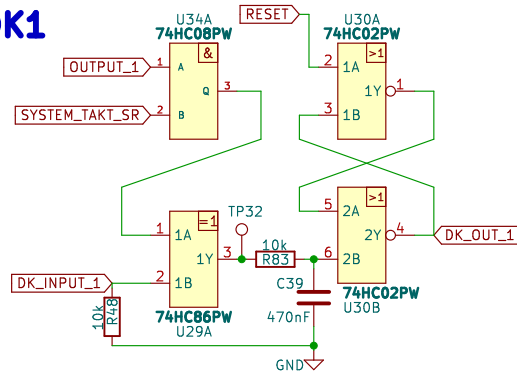 DK1
U34A
74HC08PW
&
OUTPUT_1
1
A
Q
3
SYSTEM_TAKT_SR
2
B
RESET
U30A
74HC02PW
>1
2
1A
1Y
1
3
1B
=1
1
1A
1Y
3
DK_INPUT_1
2
1B
74HC86PW
U29A
10k
R48
TP32
10k
R83
C39
470nF
GND
>1
5
2A
2Y
4
DK_OUT_1
6
2B
74HC02PW
U30B